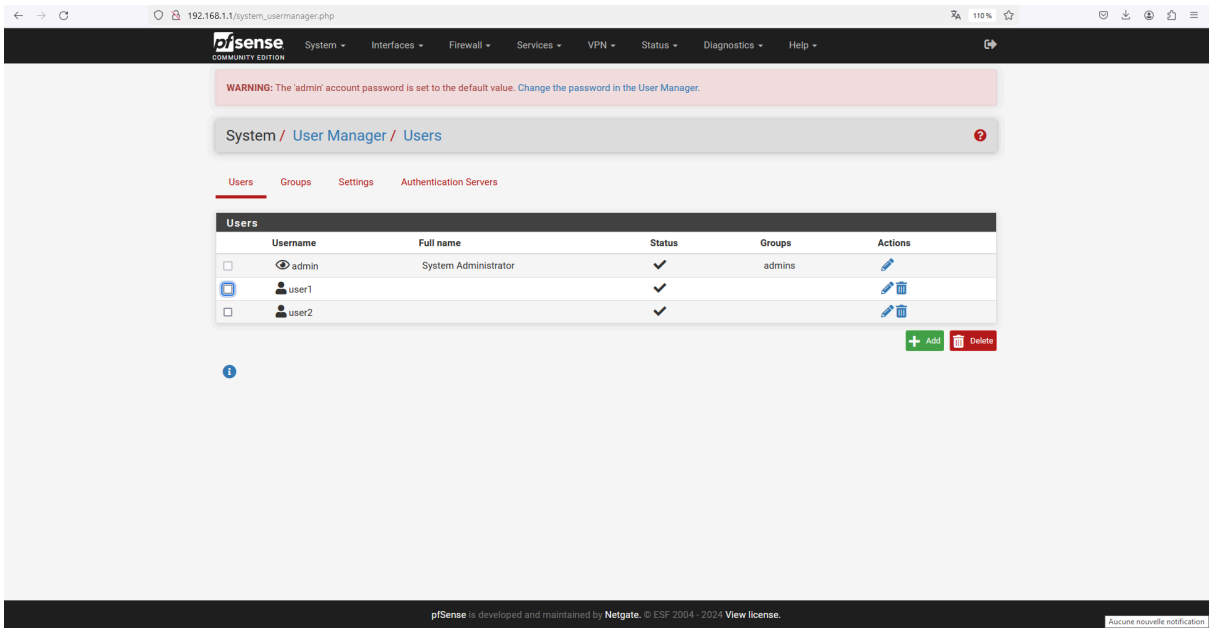 192.168.1.1/system_usermanager.php 110 %
pfsense System Interfaces Firewall Services VPN Status Diagnostics Help
COMMUNITY EDITION
WARNING: The 'admin' account password is set to the default value. Change the password in the User Manager.
System / User Manager / Users
Users Groups Settings Authentication Servers
Users
Username Full name Status Groups Actions
admin System Administrator admins
user1
user2
Add Delete
pfSense is developed and maintained by Netgate. © ESF 2004 - 2024 View license.
Aucune nouvelle notification